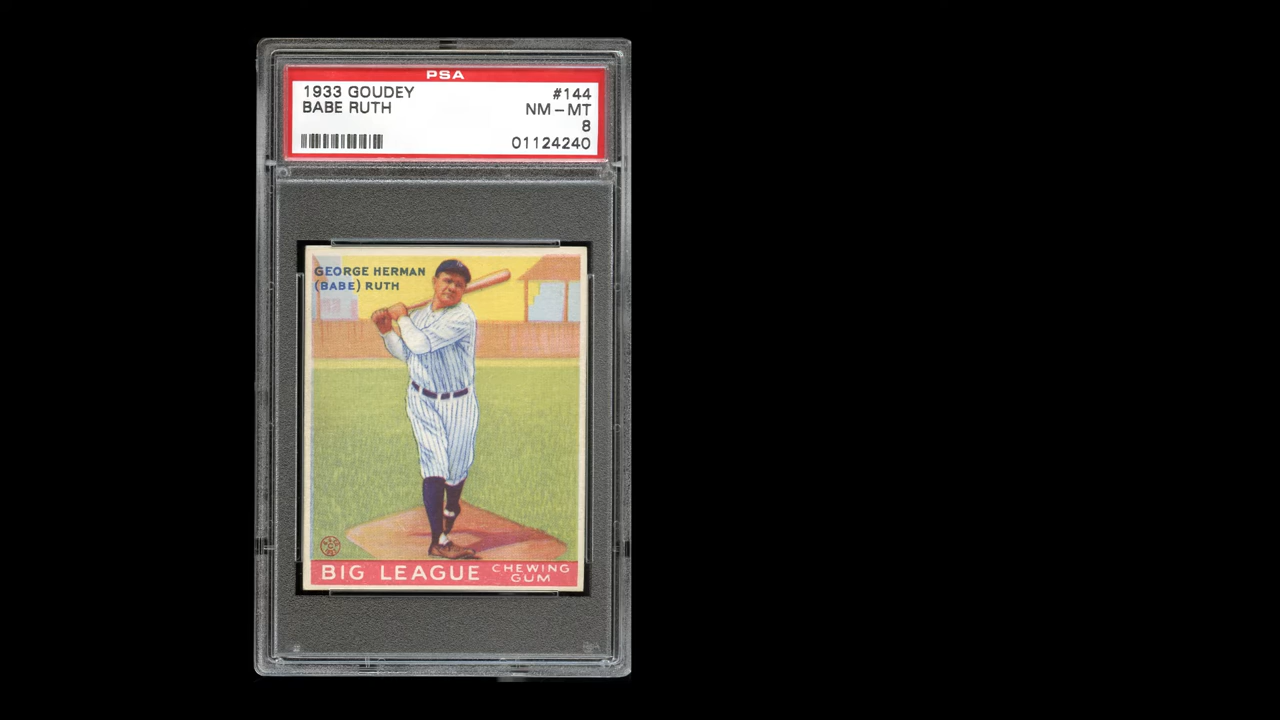 PSA
1933 GOUDEY #144
BABE RUTH NM-MT
8
01124240
GEORGE HERMAN
(BABE) RUTH
BIG LEAGUE CHEWING
GUM